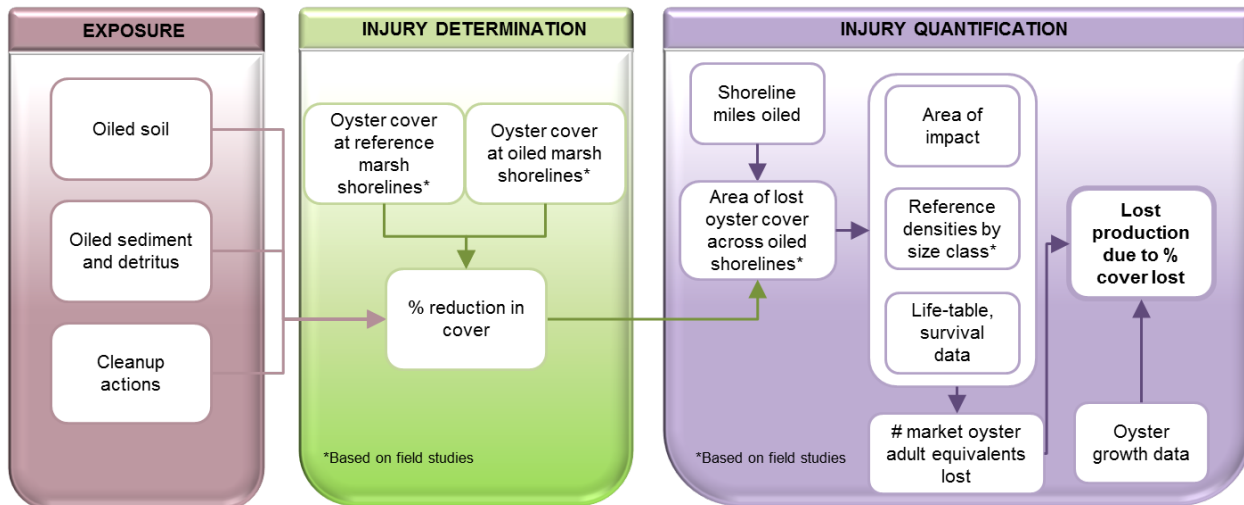 EXPOSURE
Oiled soil
Oiled sediment
and detritus
Cleanup
actions
INJURY DETERMINATION
Oyster cover
at reference
marsh
shorelines*
Oyster cover
at oiled marsh
shorelines*
% reduction in
cover
*Based on field studies
INJURY QUANTIFICATION
Shoreline
miles oiled
Area of lost
oyster cover
across oiled
shorelines*
Area of
impact
Reference
densities by
size class*
Life-table,
survival
data
# market oyster
adult equivalents
lost
Lost
production
due to %
cover lost
Oyster
growth data
*Based on field studies